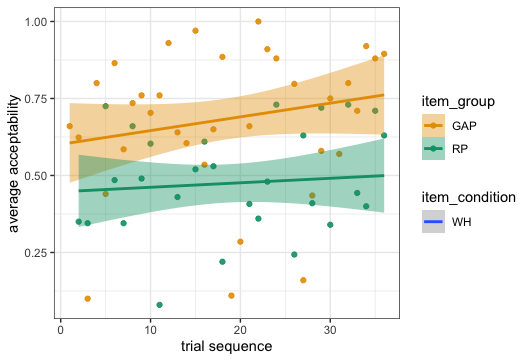 1.00
0.75
0.50
0.25
average acceptability
0 10 20 30
trial sequence
item_group
GAP
RP
item_condition
WH